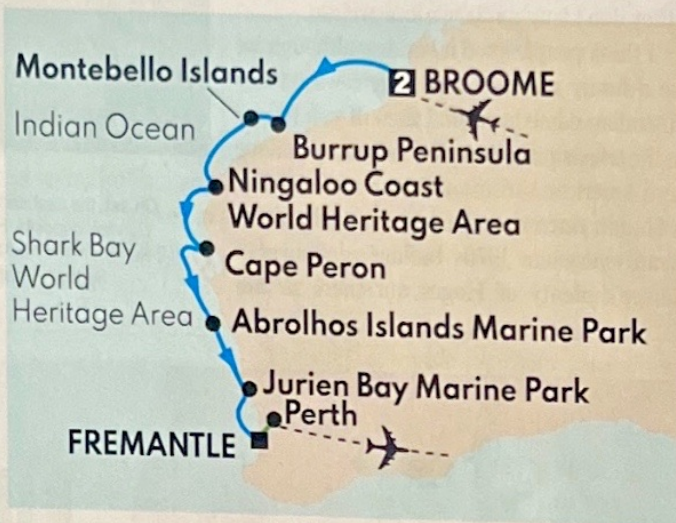 Montebello Islands
2 BROOME
Indian Ocean
Burrup Peninsula
Ningaloo Coast
World Heritage Area
Shark Bay
World
Heritage Area
Cape Peron
Abrolhos Islands Marine Park
Jurien Bay Marine Park
Perth
FREMANTLE